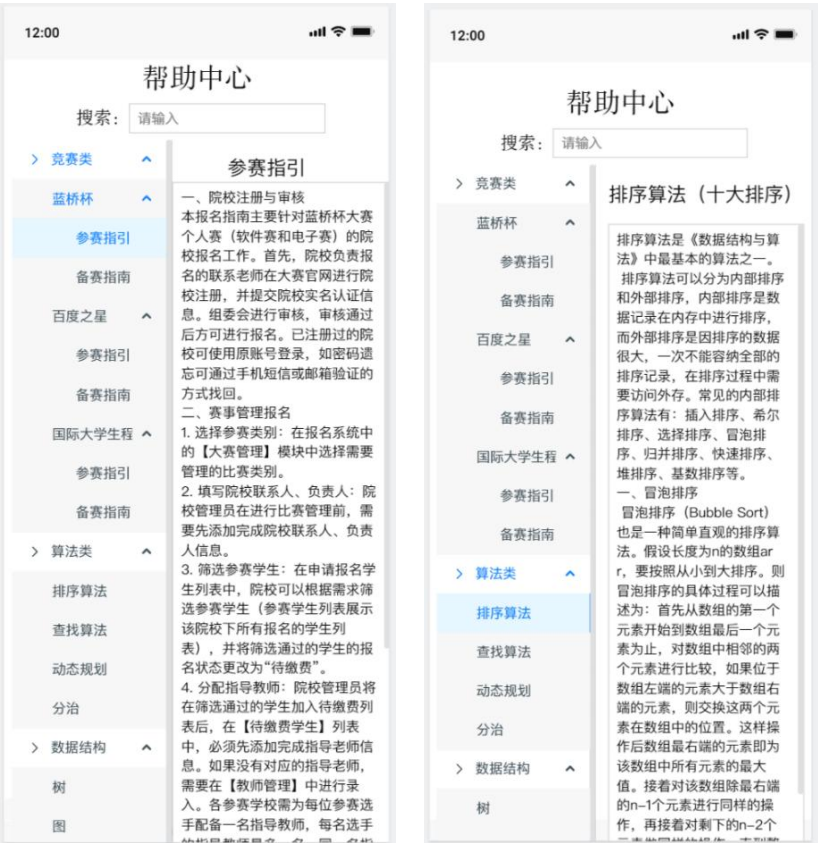 12:00
帮助中心
搜索：
请输入
竞赛类
蓝桥杯
参赛指引
备赛指南
百度之星
参赛指引
备赛指南
国际大学生程
参赛指引
备赛指南
算法类
排序算法
查找算法
动态规划
分治
数据结构
树
图
参赛指引
一、院校注册与审核
本报名指南主要针对蓝桥杯大赛
个人赛（软件赛和电子赛）的院
校报名工作。首先，院校负责报
名的联系老师在大赛官网进行院
校注册，并提交院校实名认证信
息。组委会进行审核，审核通过
后方可进行报名。已注册过的院
校可使用原账号登录，如密码遗
忘可通过手机短信或邮箱验证的
方式找回。
二、赛事管理报名
1. 选择参赛类别：在报名系统中
的【大赛管理】模块中选择需要
管理的比赛类别。
2. 填写院校联系人、负责人：院
校管理员在进行比赛管理前，需
要先添加完成院校联系人、负责
人信息。
3. 筛选参赛学生：在申请报名学
生列表中，院校可以根据需求筛
选参赛学生（参赛学生列表展示
该院校下所有报名的学生列
表），并将筛选通过的学生的报
名状态更改为“待缴费”。
4. 分配指导教师：院校管理员将
在筛选通过的学生加入待缴费列
表后，在【待缴费学生】列表
中，必须先添加完成指导老师信
息。如果没有对应的指导老师，
需要在【教师管理】中进行录
入。各参赛学校需为每位参赛选
手配备一名指导教师，每名选手
12:00
帮助中心
搜索：
请输入
竞赛类
蓝桥杯
参赛指引
备赛指南
百度之星
参赛指引
备赛指南
国际大学生程
参赛指引
备赛指南
算法类
排序算法
查找算法
动态规划
分治
数据结构
树
排序算法（十大排序）
排序算法是《数据结构与算
法》中最基本的算法之一。
排序算法可以分为内部排序
和外部排序，内部排序是数
据记录在内存中进行排序，
而外部排序是因排序的数据
很大，一次不能容纳全部的
排序记录，在排序过程中需
要访问外存。常见的内部排
序算法有：插入排序、希尔
排序、选择排序、冒泡排
序、归并排序、快速排序、
堆排序、基数排序等。
一、冒泡排序
冒泡排序（Bubble Sort）
也是一种简单直观的排序算
法。假设长度为n的数组ar
r，要按照从小到大排序。则
冒泡排序的具体过程可以描
述为：首先从数组的第一个
元素开始到数组最后一个元
素为止，对数组中相邻的两
个元素进行比较，如果位于
数组左端的元素大于数组右
端的元素，则交换这两个元
素在数组中的位置。这样操
作后数组最右端的元素即为
该数组中所有元素的最大
值。接着对该数组除最右端
的n-1个元素进行同样的操
作，再接着对剩下的n-2个